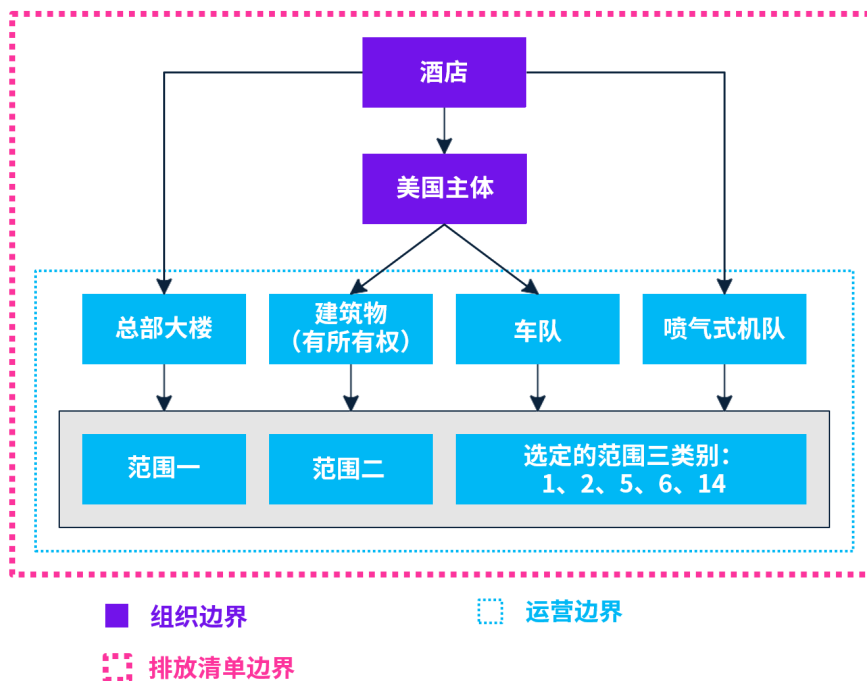 酒店
美国主体
总部大楼
建筑物
（有所有权）
车队
喷气式机队
范围一
范围二
选定的范围三类别：
1、2、5、6、14
组织边界
运营边界
排放清单边界